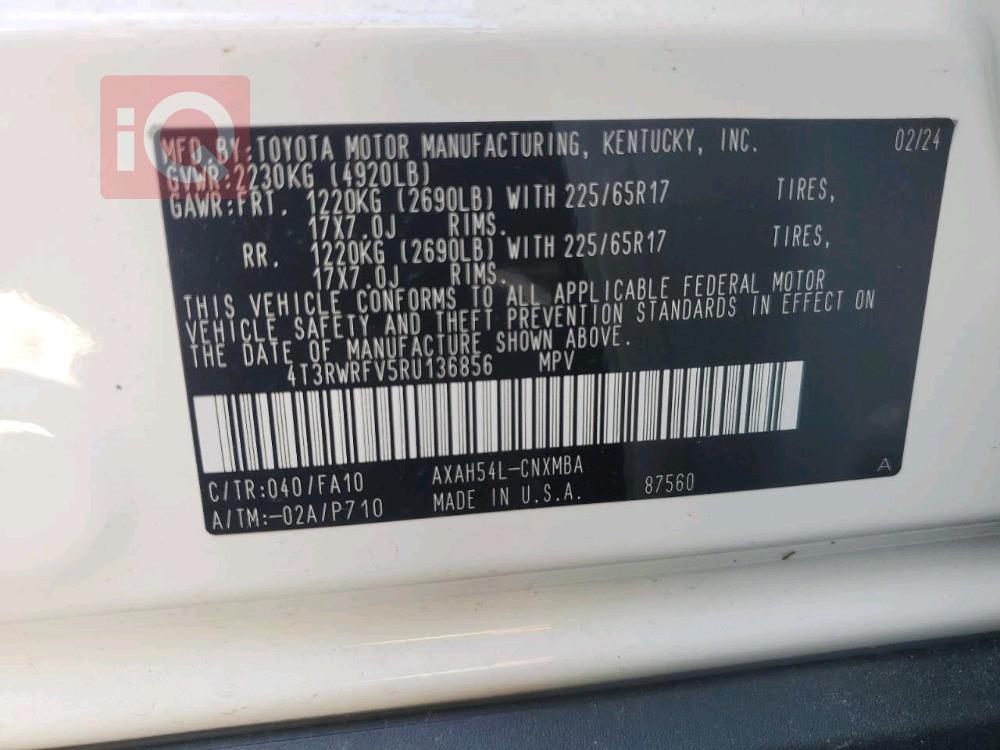 iQ
MFD.BY:TOYOTA MOTOR MANUFACTURING, KENTUCKY, INC. 02/24
GVWR:2230KG (4920LB)
GAWR:FRT. 1220KG (2690LB) WITH 225/65R17 TIRES,
17X7.0J RIMS.
RR. 1220KG (2690LB) WITH 225/65R17 TIRES,
17X7.0J RIMS.
THIS VEHICLE CONFORMS TO ALL APPLICABLE FEDERAL MOTOR
VEHICLE SAFETY AND THEFT PREVENTION STANDARDS IN EFFECT ON
THE DATE OF MANUFACTURE SHOWN ABOVE.
4T3RWRFV5RU136856 MPV
C/TR:040/FA10 AXAH54L-CNXMBA A
A/TM:-02A/P710 MADE IN U.S.A. 87560